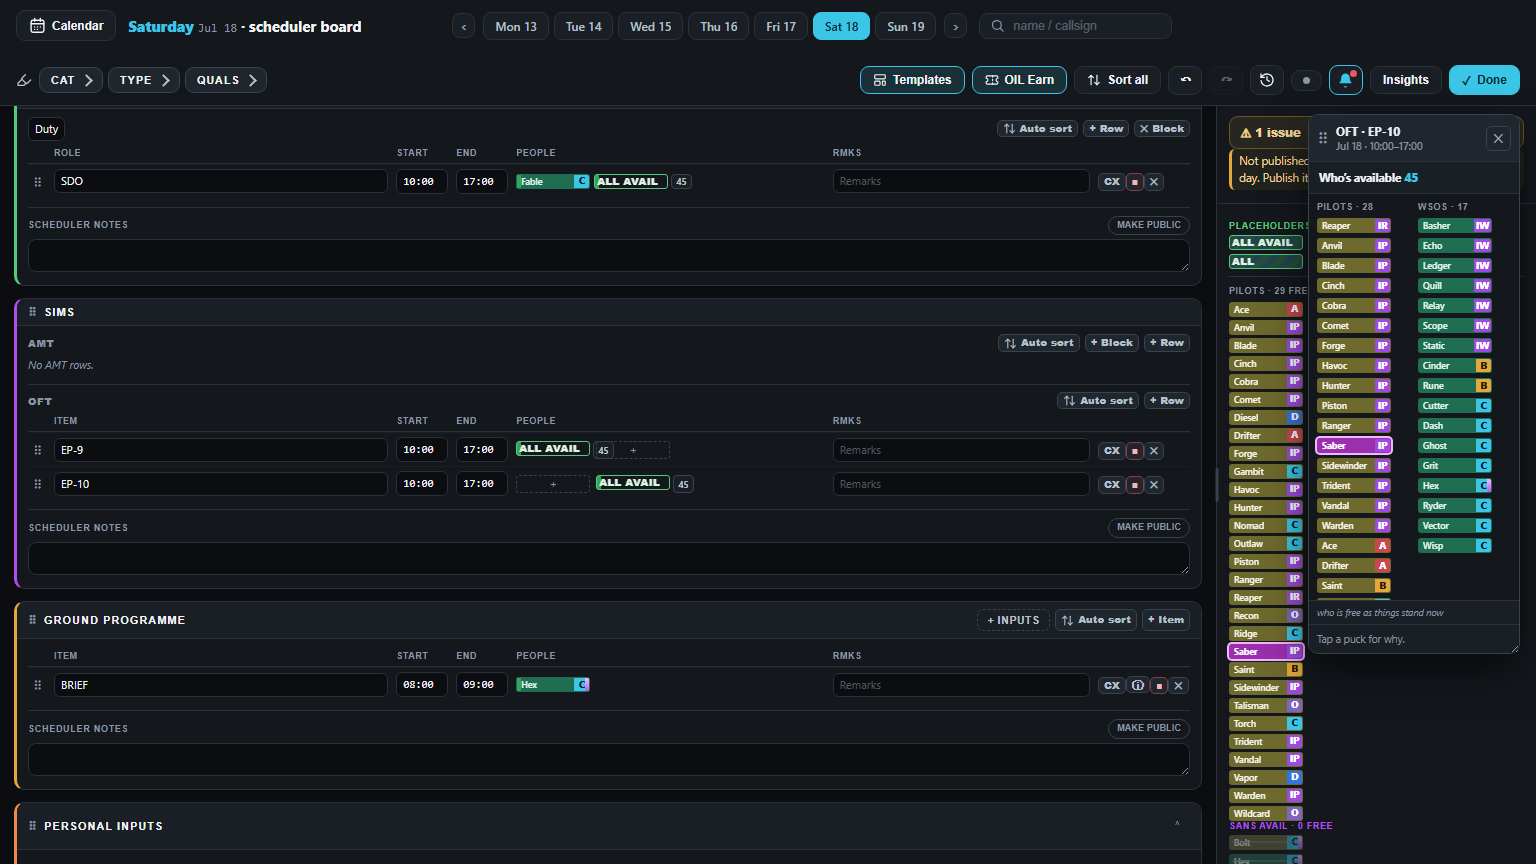 Calendar
Saturday Jul 18 · scheduler board
‹
Mon 13
Tue 14
Wed 15
Thu 16
Fri 17
Sat 18
Sun 19
›
name / callsign
CAT
TYPE
QUALS
Templates
OIL Earn
Sort all
Insights
✓ Done
Duty
Auto sort
+ Row
✕ Block
ROLE START END PEOPLE RMKS
SDO 10:00 17:00 Fable C ALL AVAIL 45 Remarks CX
SCHEDULER NOTES
MAKE PUBLIC
SIMS
AMT
Auto sort
+ Block
+ Row
No AMT rows.
OFT
Auto sort
+ Row
ITEM START END PEOPLE RMKS
EP-9 10:00 17:00 ALL AVAIL 45 + Remarks CX
EP-10 10:00 17:00 + ALL AVAIL 45 Remarks CX
SCHEDULER NOTES
MAKE PUBLIC
GROUND PROGRAMME
+ INPUTS
Auto sort
+ Item
ITEM START END PEOPLE RMKS
BRIEF 08:00 09:00 Hex C Remarks CX
SCHEDULER NOTES
MAKE PUBLIC
PERSONAL INPUTS
1 issue
Not published
day. Publish it
PLACEHOLDERS
ALL AVAIL
ALL
PILOTS · 29 FRE
Ace A
Anvil IP
Blade IP
Cinch IP
Cobra IP
Comet IP
Diesel D
Drifter A
Forge IP
Gambit C
Havoc IP
Hunter IP
Nomad C
Outlaw C
Piston IP
Ranger IP
Reaper IR
Recon O
Ridge C
Saber IP
Saint B
Sidewinder IP
Talisman O
Torch C
Trident IP
Vandal IP
Vapor D
Warden IP
Wildcard O
SANS AVAIL · 0 FREE
Bolt C
Hex C
OFT · EP-10
Jul 18 · 10:00–17:00
Who's available 45
PILOTS · 28
Reaper IR
Anvil IP
Blade IP
Cinch IP
Cobra IP
Comet IP
Forge IP
Havoc IP
Hunter IP
Piston IP
Ranger IP
Saber IP
Sidewinder IP
Trident IP
Vandal IP
Warden IP
Ace A
Drifter A
Saint B
WSOS · 17
Basher IW
Echo IW
Ledger IW
Quill IW
Relay IW
Scope IW
Static IW
Cinder B
Rune B
Cutter C
Dash C
Ghost C
Grit C
Hex C
Ryder C
Vector C
Wisp C
who is free as things stand now
Tap a puck for why.